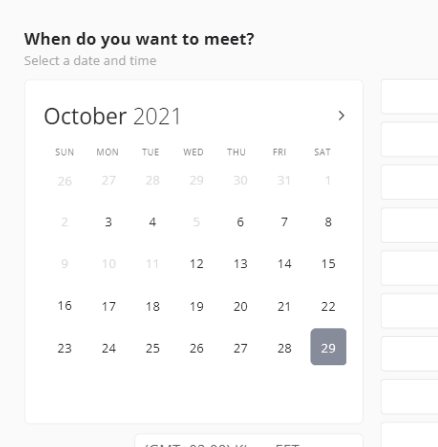 When do you want to meet?
Select a date and time
October 2021
SUN MON TUE WED THU FRI SAT
26 27 28 29 30 31 1
2 3 4 5 6 7 8
9 10 11 12 13 14 15
16 17 18 19 20 21 22
23 24 25 26 27 28 29